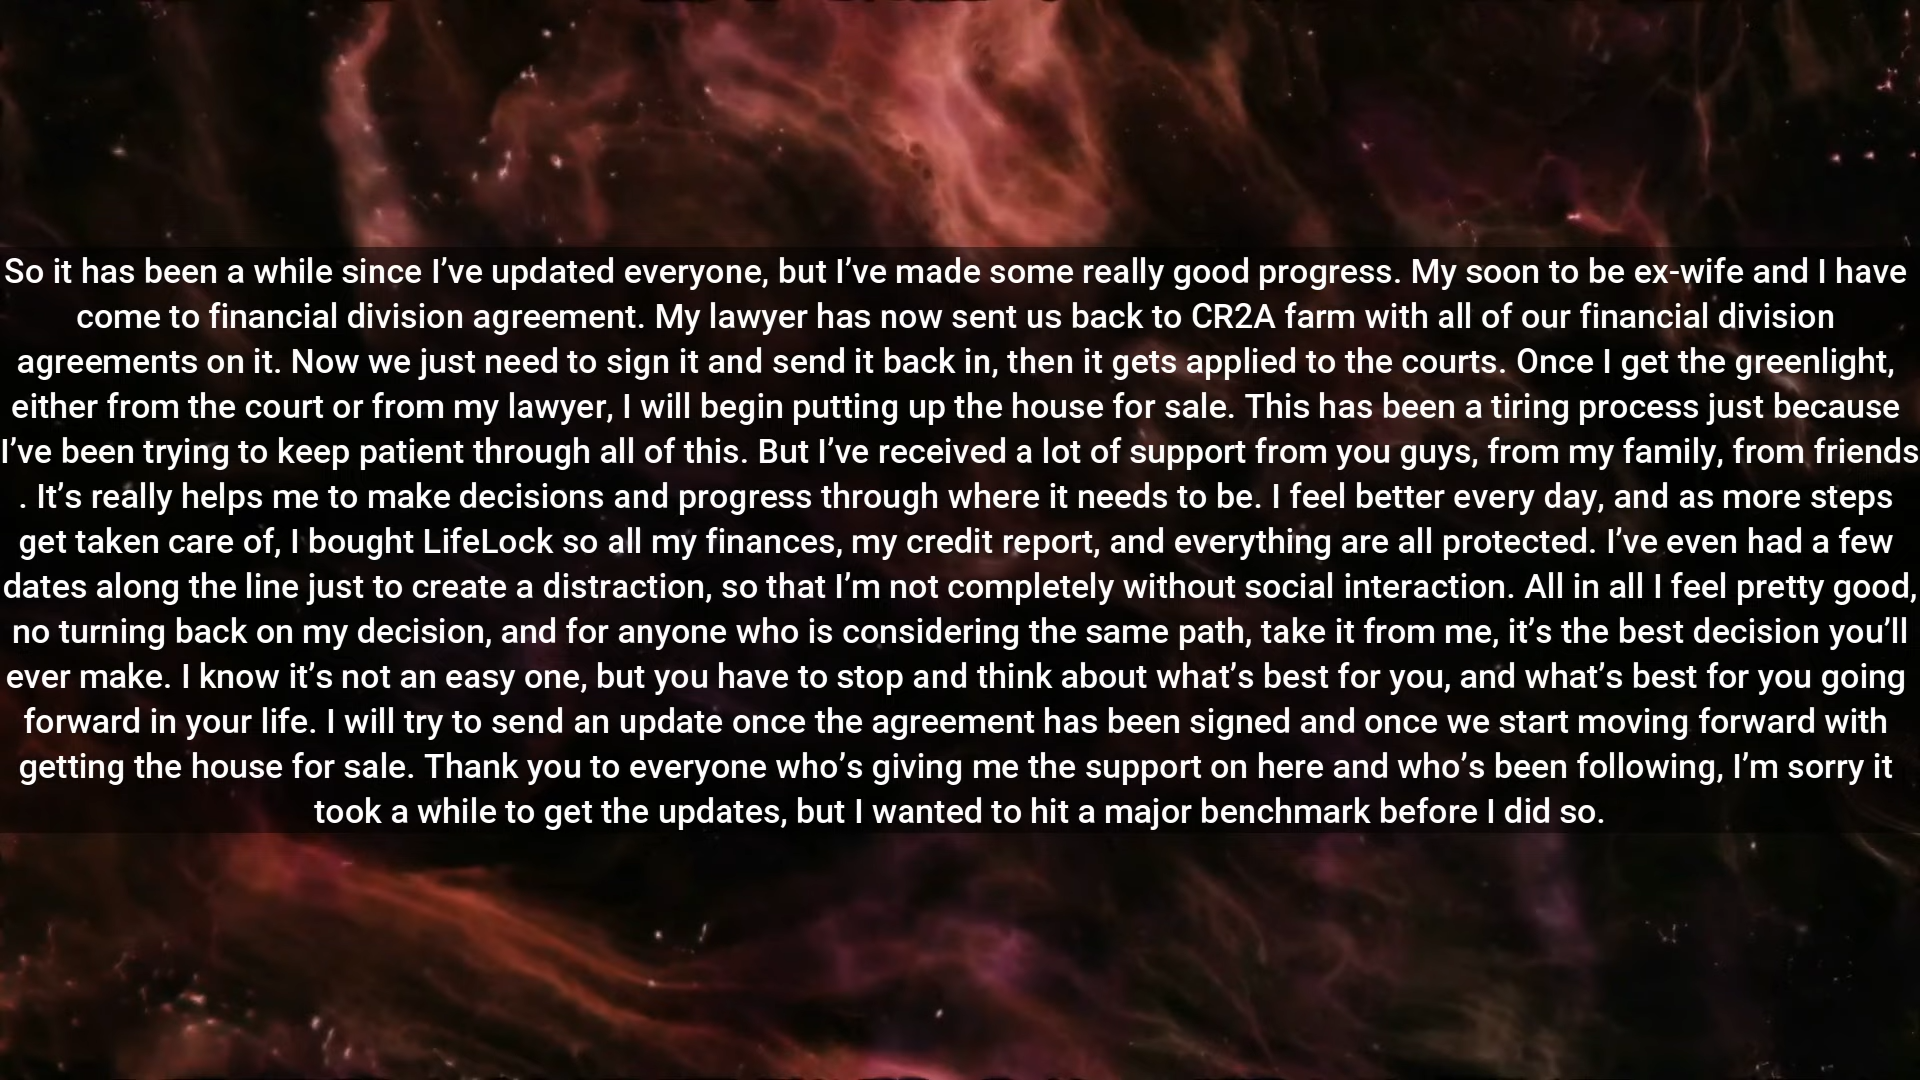 So it has been a while since I’ve updated everyone, but I’ve made some really good progress. My soon to be ex-wife and I have
come to financial division agreement. My lawyer has now sent us back to CR2A farm with all of our financial division
agreements on it. Now we just need to sign it and send it back in, then it gets applied to the courts. Once I get the greenlight,
either from the court or from my lawyer, I will begin putting up the house for sale. This has been a tiring process just because
I’ve been trying to keep patient through all of this. But I’ve received a lot of support from you guys, from my family, from friends
. It’s really helps me to make decisions and progress through where it needs to be. I feel better every day, and as more steps
get taken care of, I bought LifeLock so all my finances, my credit report, and everything are all protected. I’ve even had a few
dates along the line just to create a distraction, so that I’m not completely without social interaction. All in all I feel pretty good,
no turning back on my decision, and for anyone who is considering the same path, take it from me, it’s the best decision you’ll
ever make. I know it’s not an easy one, but you have to stop and think about what’s best for you, and what’s best for you going
forward in your life. I will try to send an update once the agreement has been signed and once we start moving forward with
getting the house for sale. Thank you to everyone who’s giving me the support on here and who’s been following, I’m sorry it
took a while to get the updates, but I wanted to hit a major benchmark before I did so.